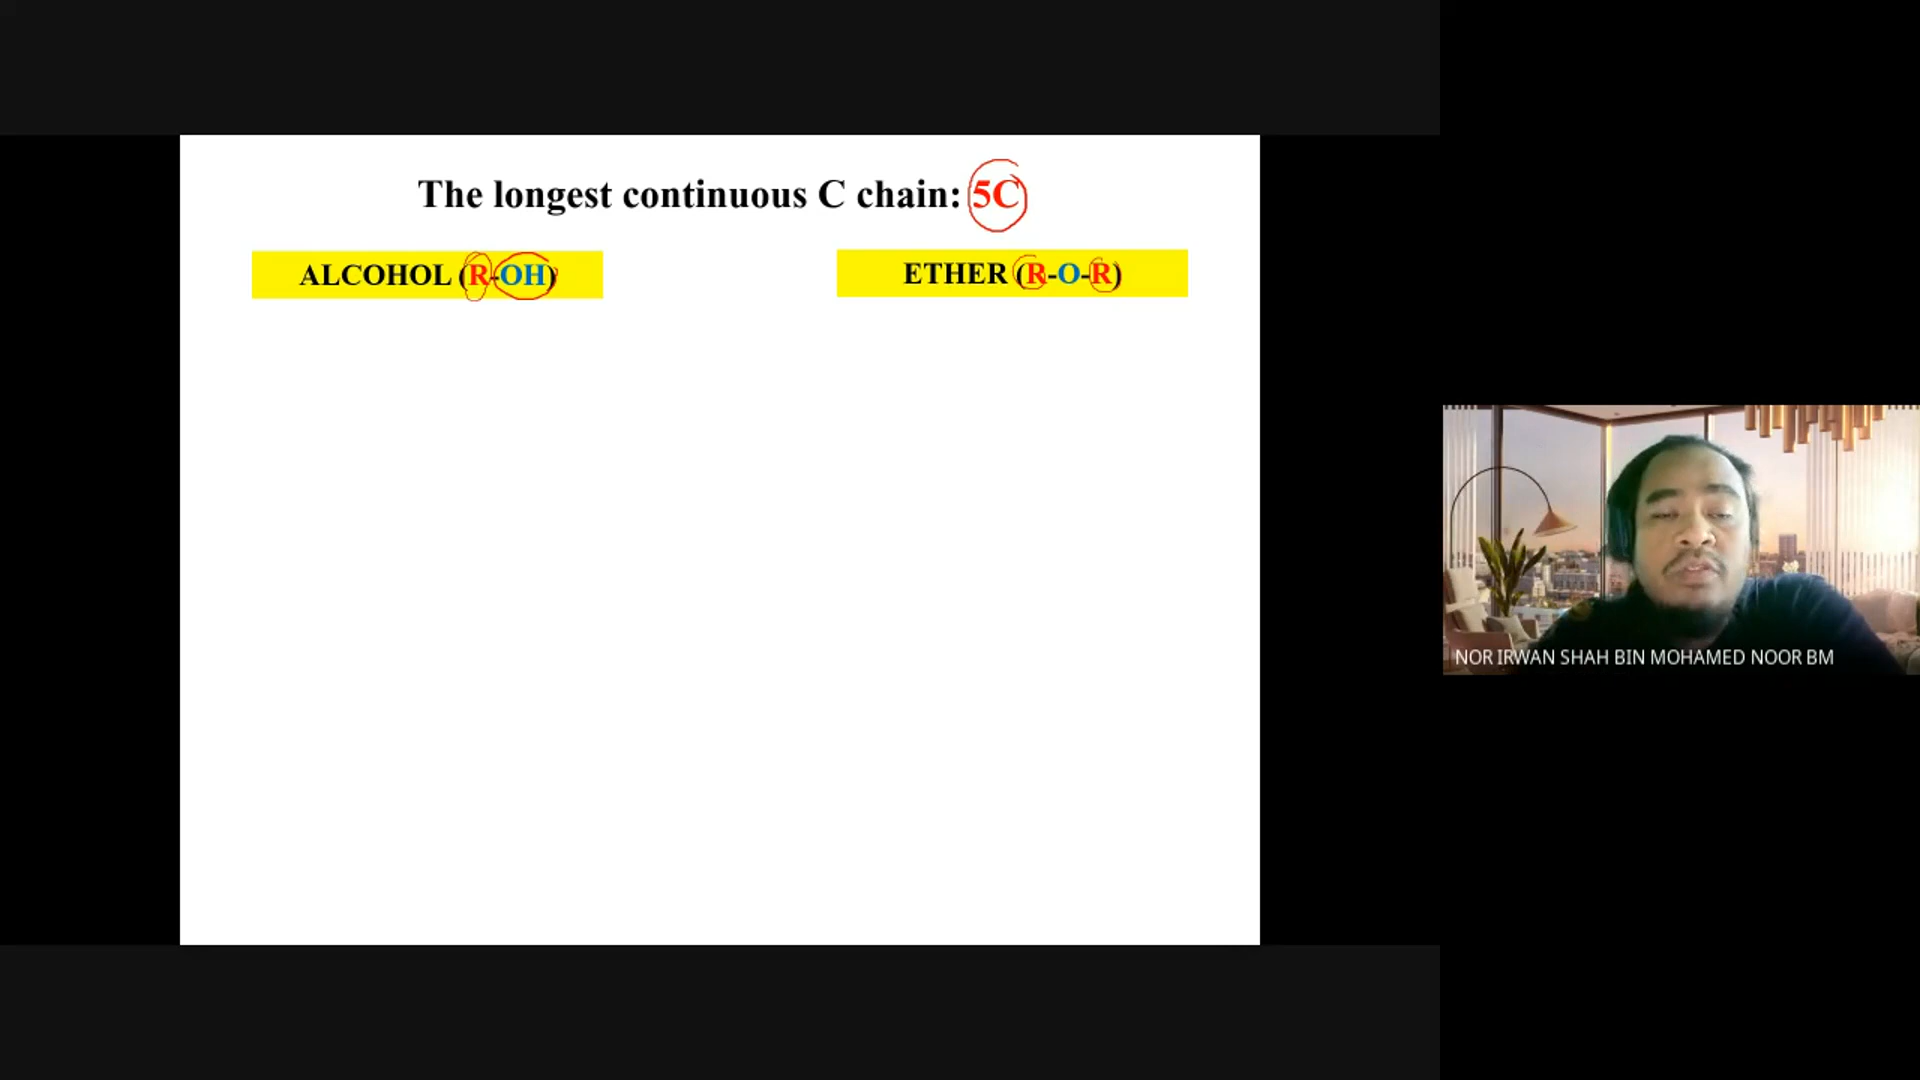 The longest continuous C chain: 5C
ALCOHOL (R-OH)
ETHER (R-O-R)
NOR IRWAN SHAH BIN MOHAMED NOOR BM